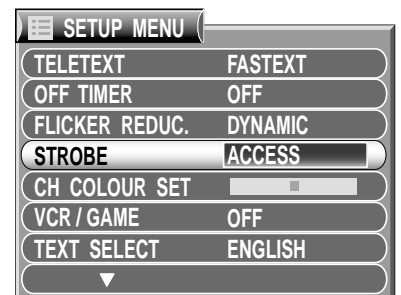 SETUP MENU
TELETEXT FASTEXT
OFF TIMER OFF
FLICKER REDUC. DYNAMIC
STROBE ACCESS
CH COLOUR SET
VCR / GAME OFF
TEXT SELECT ENGLISH